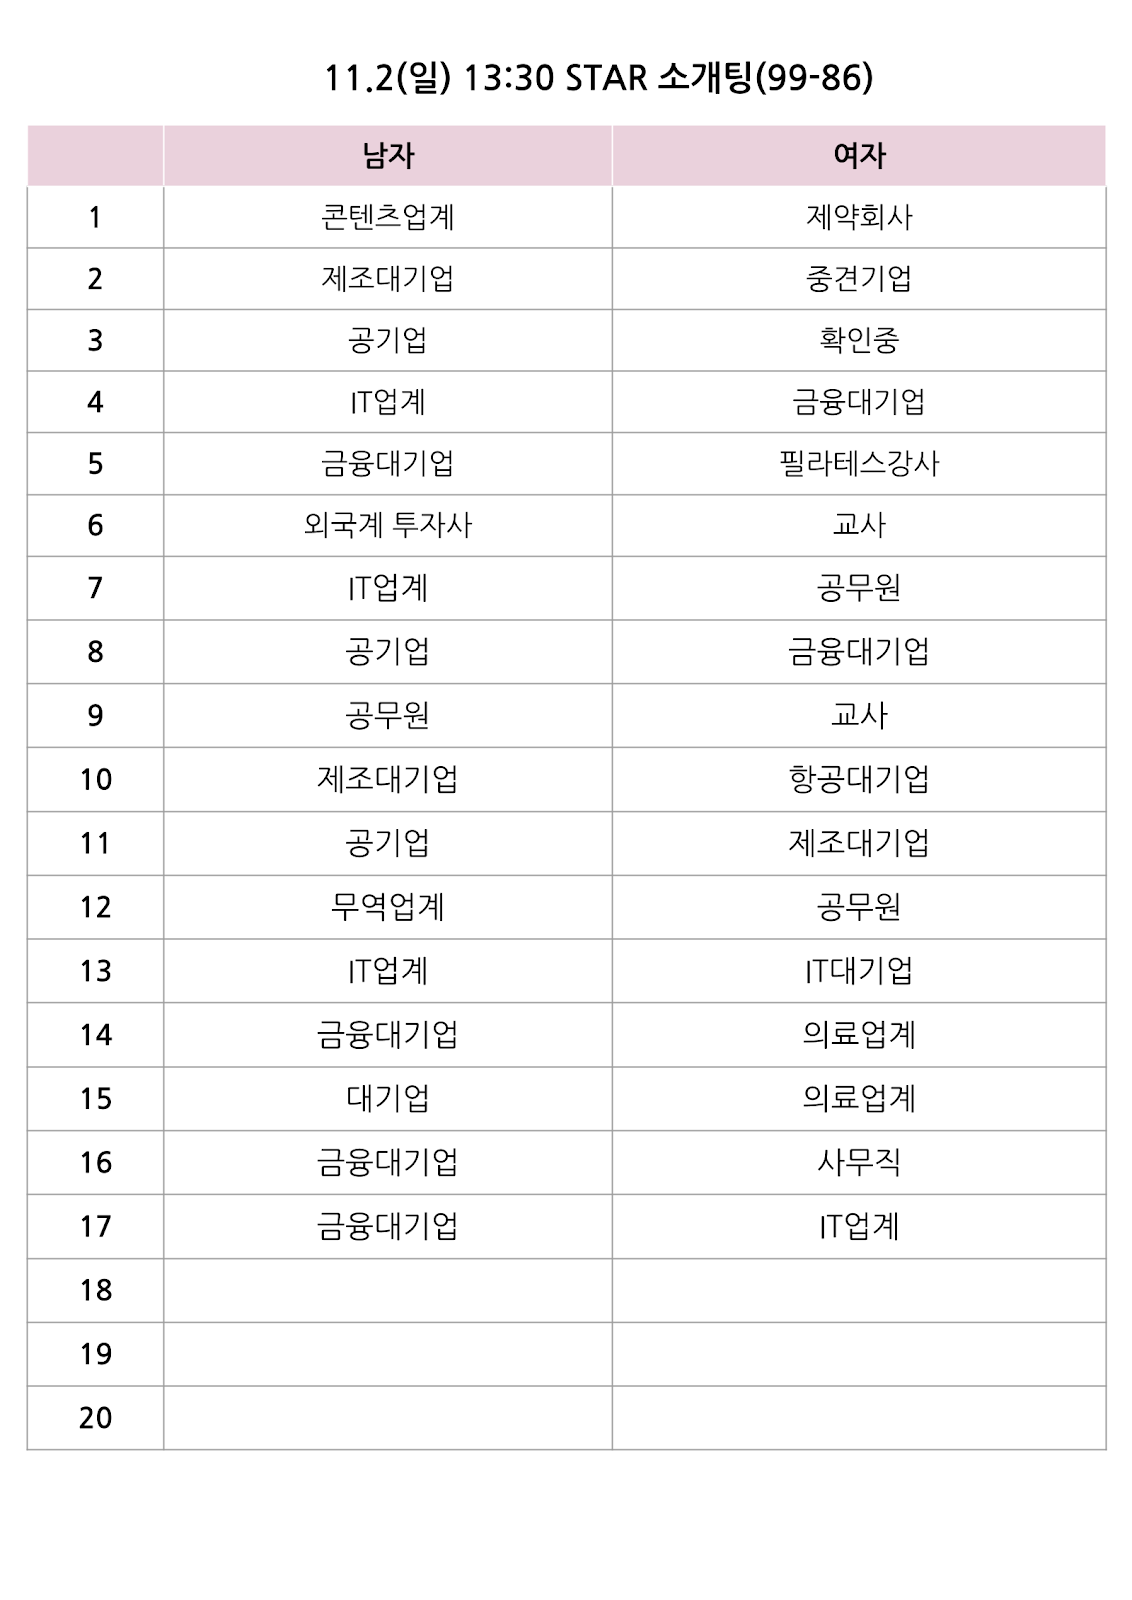 11.2(일) 13:30 STAR 소개팅(99-86)
남자 여자
1 콘텐츠업계 제약회사
2 제조대기업 중견기업
3 공기업 확인중
4 IT업계 금융대기업
5 금융대기업 필라테스강사
6 외국계 투자사 교사
7 IT업계 공무원
8 공기업 금융대기업
9 공무원 교사
10 제조대기업 항공대기업
11 공기업 제조대기업
12 무역업계 공무원
13 IT업계 IT대기업
14 금융대기업 의료업계
15 대기업 의료업계
16 금융대기업 사무직
17 금융대기업 IT업계
18
19
20